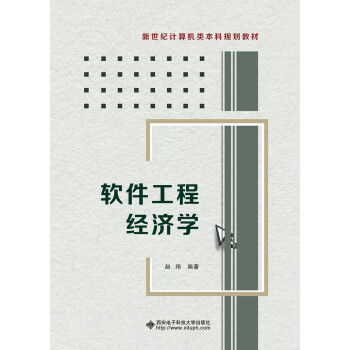 新世纪计算机类本科规划教材
软件工程
经济学
赵 玮 编著
西安电子科技大学出版社
http://www.xduph.com